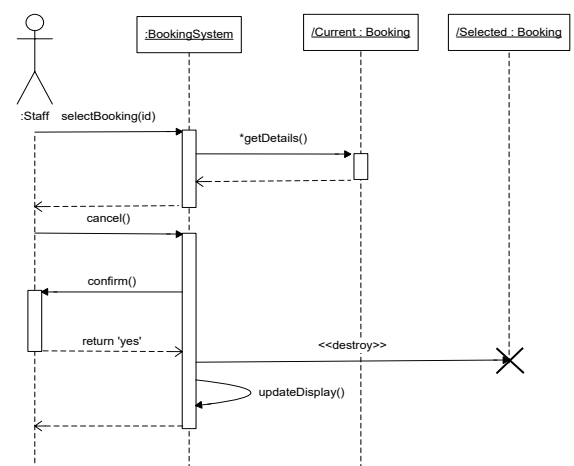 :BookingSystem
/Current : Booking
/Selected : Booking
:Staff
selectBooking(id)
*getDetails()
cancel()
confirm()
return 'yes'
<<destroy>>
updateDisplay()